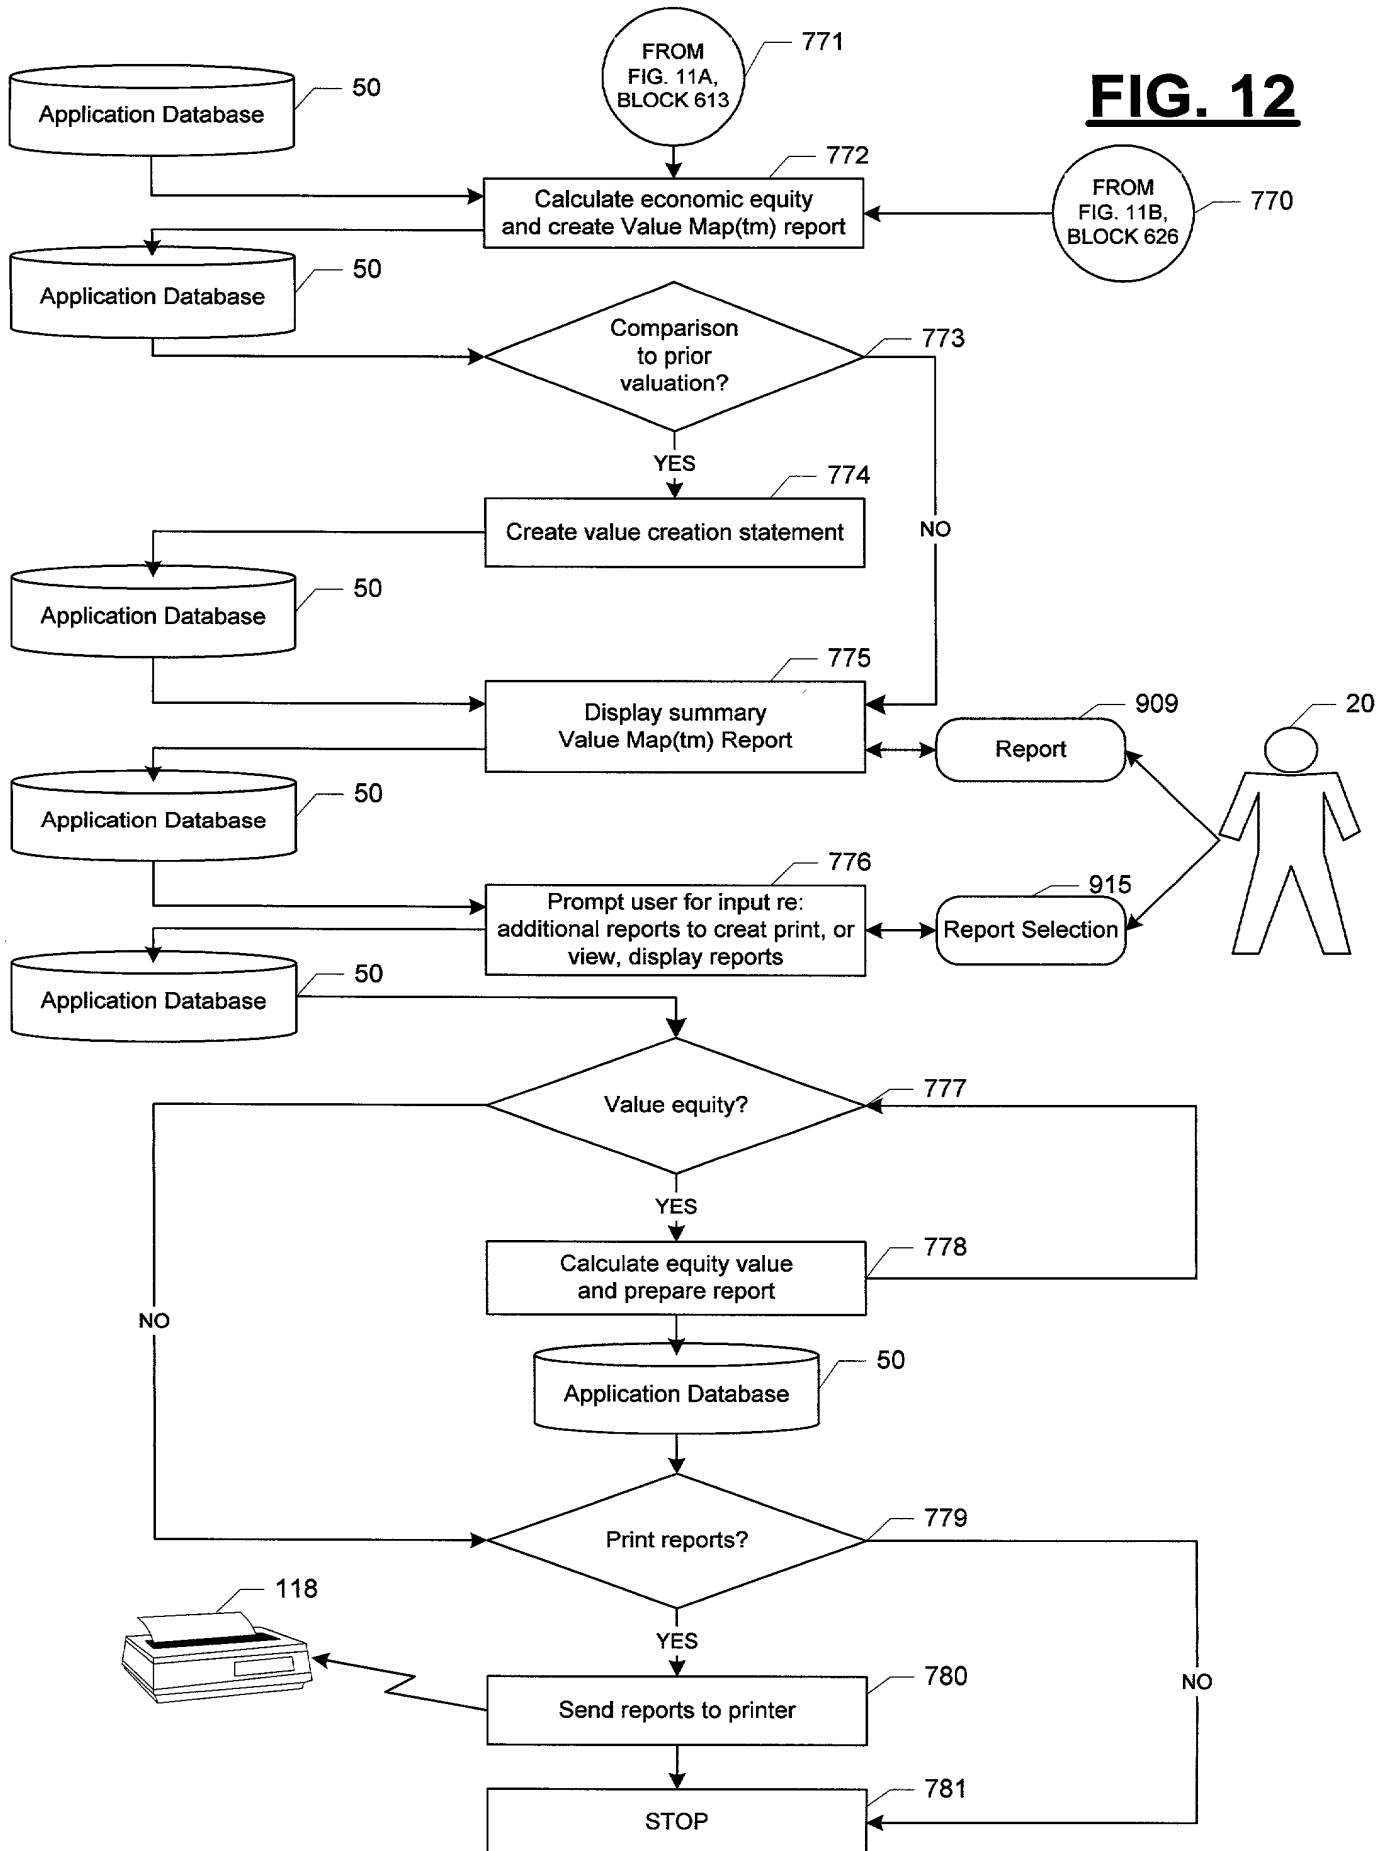 FROM
FIG. 11A,
BLOCK 613
771
FIG. 12
Application Database
50
772
Calculate economic equity
and create Value Map(tm) report
FROM
FIG. 11B,
BLOCK 626
770
Application Database
50
Comparison
to prior
valuation?
773
YES
774
Create value creation statement
NO
Application Database
50
775
Display summary
Value Map(tm) Report
909
Report
20
Application Database
50
776
Prompt user for input re:
additional reports to creat print, or
view, display reports
915
Report Selection
Application Database
50
Value equity?
777
YES
778
Calculate equity value
and prepare report
NO
Application Database
50
Print reports?
779
118
YES
780
Send reports to printer
NO
781
STOP